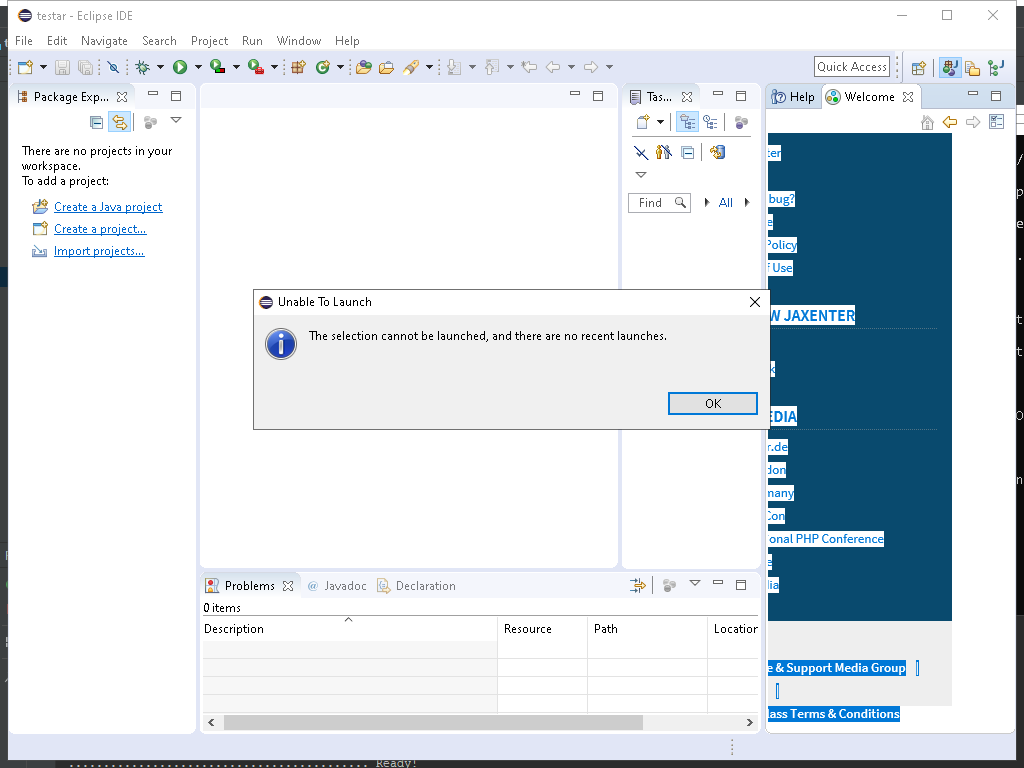 testar - Eclipse IDE
File Edit Navigate Search Project Run Window Help
Quick Access
Package Exp...
There are no projects in your
workspace.
To add a project:
Create a Java project
Create a project...
Import projects...
Tas...
Find
All
Help
Welcome
ter
bug?
e
Policy
f Use
W JAXENTER
k
EDIA
r.de
don
many
Con
ional PHP Conference
e
lia
e & Support Media Group
lass Terms & Conditions
Unable To Launch
The selection cannot be launched, and there are no recent launches.
OK
Problems
@ Javadoc
Declaration
0 items
Description Resource Path Location
Ready!